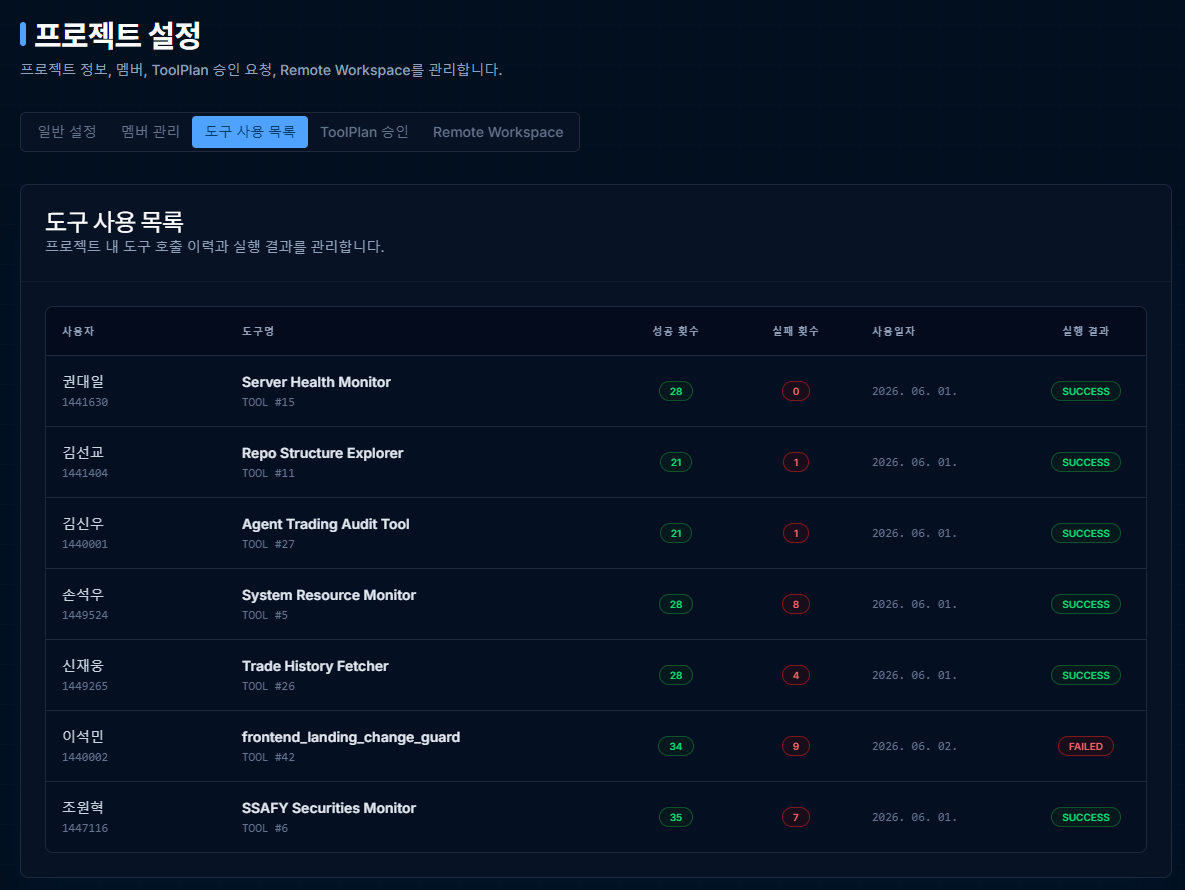 프로젝트 설정
프로젝트 정보, 멤버, ToolPlan 승인 요청, Remote Workspace를 관리합니다.
일반 설정 멤버 관리 도구 사용 목록 ToolPlan 승인 Remote Workspace
도구 사용 목록
프로젝트 내 도구 호출 이력과 실행 결과를 관리합니다.
사용자 도구명 성공 횟수 실패 횟수 사용일자 실행 결과
권대일 Server Health Monitor 28 0 2026. 06. 01. SUCCESS
1441630 TOOL #15
김선교 Repo Structure Explorer 21 1 2026. 06. 01. SUCCESS
1441404 TOOL #11
김신우 Agent Trading Audit Tool 21 1 2026. 06. 01. SUCCESS
1440001 TOOL #27
손석우 System Resource Monitor 28 8 2026. 06. 01. SUCCESS
1449524 TOOL #5
신재웅 Trade History Fetcher 28 4 2026. 06. 01. SUCCESS
1449265 TOOL #26
이석민 frontend_landing_change_guard 34 9 2026. 06. 02. FAILED
1440002 TOOL #42
조원혁 SSAFY Securities Monitor 35 7 2026. 06. 01. SUCCESS
1447116 TOOL #6